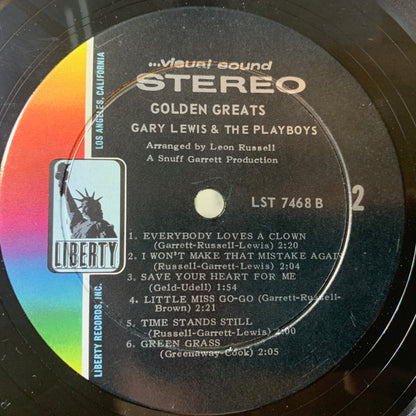 ...visual sound
STEREO
GOLDEN GREATS
GARY LEWIS & THE PLAYBOYS
Arranged by Leon Russell
A Snuff Garrett Production
LST 7468 B
2
LOS ANGELES, CALIFORNIA
LIBERTY
LIBERTY RECORDS, INC.
1. EVERYBODY LOVES A CLOWN
(Garrett-Russell-Lewis) 2:20
2. I WON'T MAKE THAT MISTAKE AGAIN
(Russell-Garrett-Lewis) 2:04
3. SAVE YOUR HEART FOR ME
(Geld-Udell) 1:54
4. LITTLE MISS GO-GO (Garrett-Russell-
Brown) 2:21
5. TIME STANDS STILL
(Russell-Garrett-Lewis) 2:00
6. GREEN GRASS
(Greenaway-Cook) 2:05